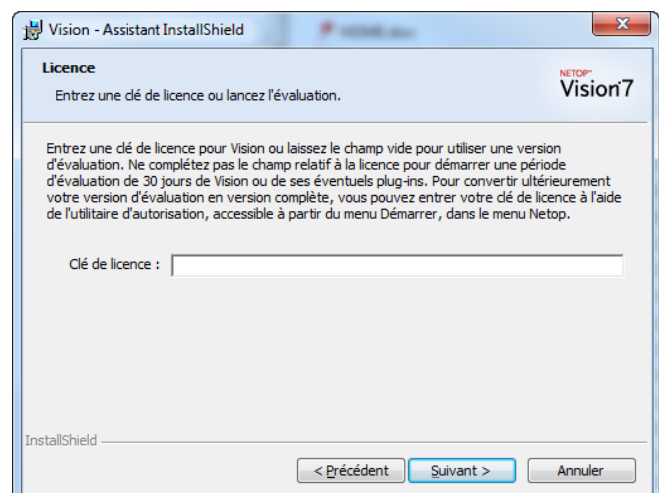 Vision - Assistant InstallShield
Licence
Entrez une clé de licence ou lancez l'évaluation.
NETOP™
Vision7
Entrez une clé de licence pour Vision ou laissez le champ vide pour utiliser une version
d'évaluation. Ne complétez pas le champ relatif à la licence pour démarrer une période
d'évaluation de 30 jours de Vision ou de ses éventuels plug-ins. Pour convertir ultérieurement
votre version d'évaluation en version complète, vous pouvez entrer votre clé de licence à l'aide
de l'utilitaire d'autorisation, accessible à partir du menu Démarrer, dans le menu Netop.
Clé de licence :
InstallShield
< Précédent
Suivant >
Annuler